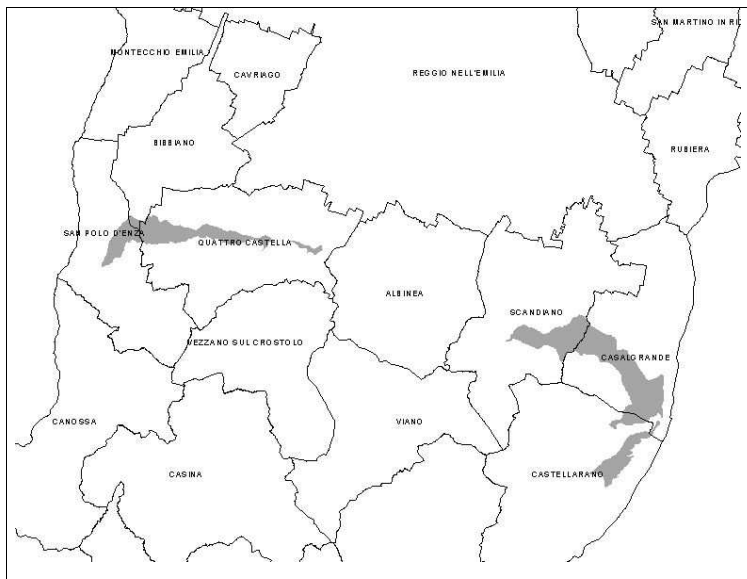 SAN MARTINO IN RIO
MONTECCHIO EMILIA
CAVRIAGO
REGGIO NELL'EMILIA
BIBBIANO
RUBIERA
SAN POLO D'ENZA
QUATTRO CASTELLA
ALBINEA
SCANDIANO
VEZZANO SUL CROSTOLO
CASALGRANDE
CANOSSA
VIANO
CASINA
CASTELLARANO